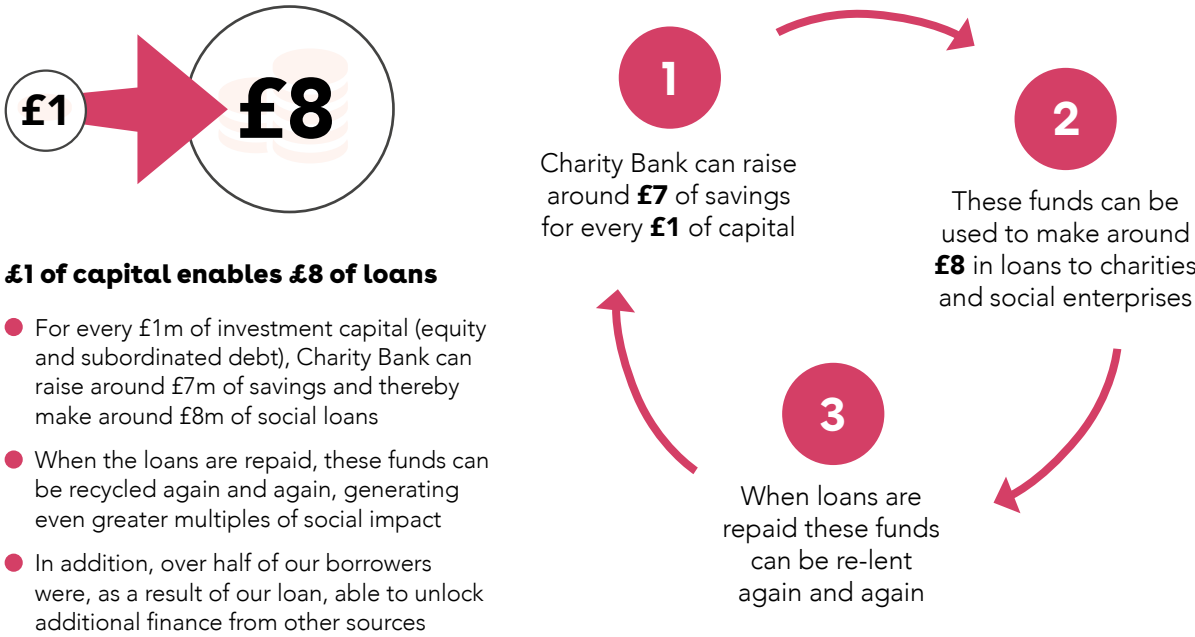 £1
£8
£1 of capital enables £8 of loans
For every £1m of investment capital (equity
and subordinated debt), Charity Bank can
raise around £7m of savings and thereby
make around £8m of social loans
When the loans are repaid, these funds can
be recycled again and again, generating
even greater multiples of social impact
In addition, over half of our borrowers
were, as a result of our loan, able to unlock
additional finance from other sources
1
Charity Bank can raise
around £7 of savings
for every £1 of capital
2
These funds can be
used to make around
£8 in loans to charities
and social enterprises
3
When loans are
repaid these funds
can be re-lent
again and again